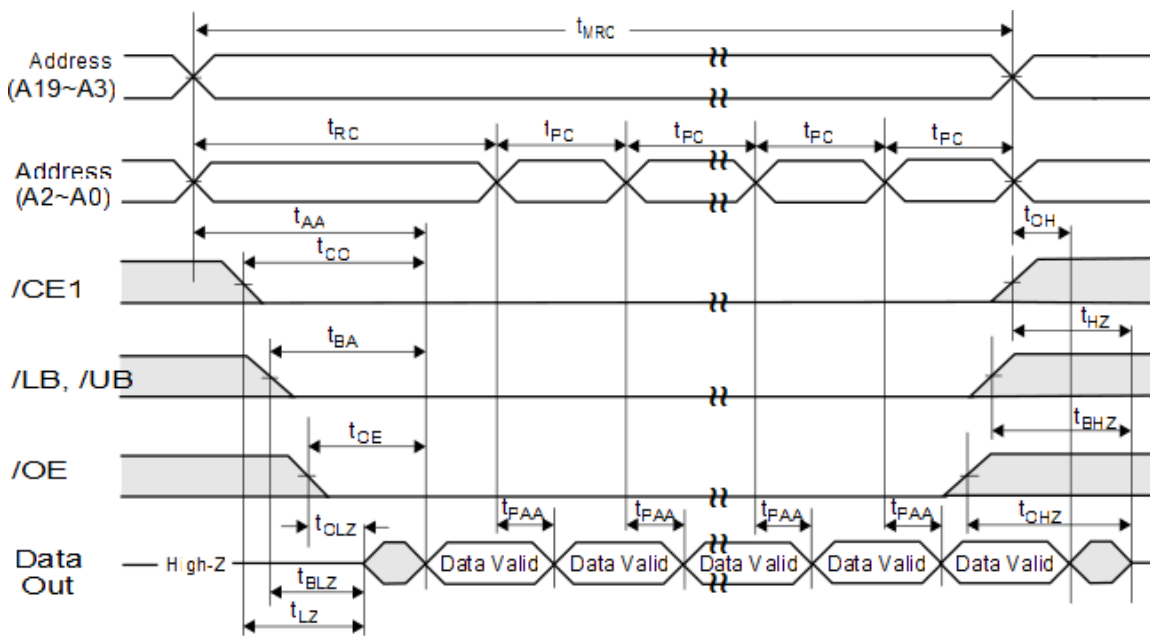 tMRC
Address
(A19~A3)
tRC tPC tPC tPC tPC
Address
(A2~A0)
tAA tOH
tCO
/CE1
tHZ
tBA
/LB, /UB
tBHZ
tOE
/OE
tPAA tPAA tPAA tPAA
tOLZ tOHZ
Data
Out
High-Z Data Valid Data Valid Data Valid Data Valid Data Valid
tBLZ
tLZ